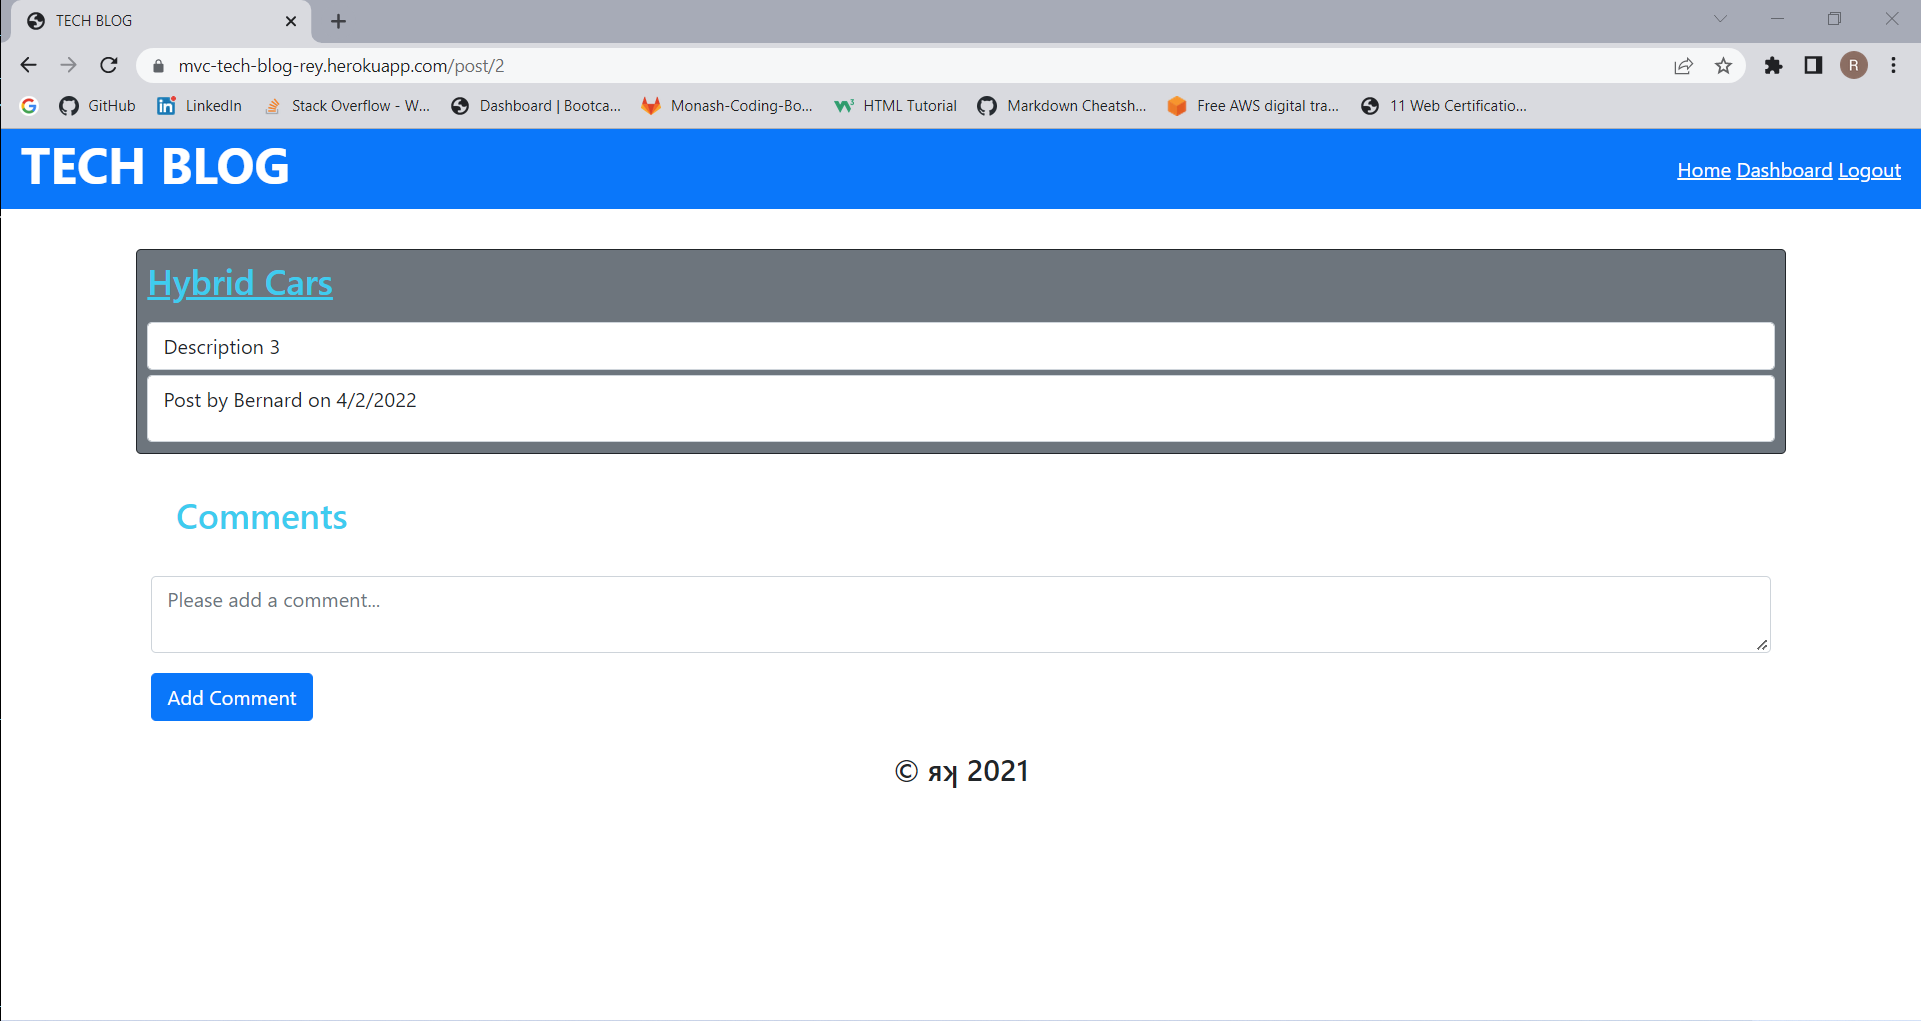 TECH BLOG
mvc-tech-blog-rey.herokuapp.com/post/2
R
GitHub LinkedIn Stack Overflow - W... Dashboard | Bootca... Monash-Coding-Bo... HTML Tutorial Markdown Cheatsh... Free AWS digital tra... 11 Web Certificatio...
TECH BLOG Home Dashboard Logout
Hybrid Cars
Description 3
Post by Bernard on 4/2/2022
Comments
Please add a comment...
Add Comment
© ЯК 2021